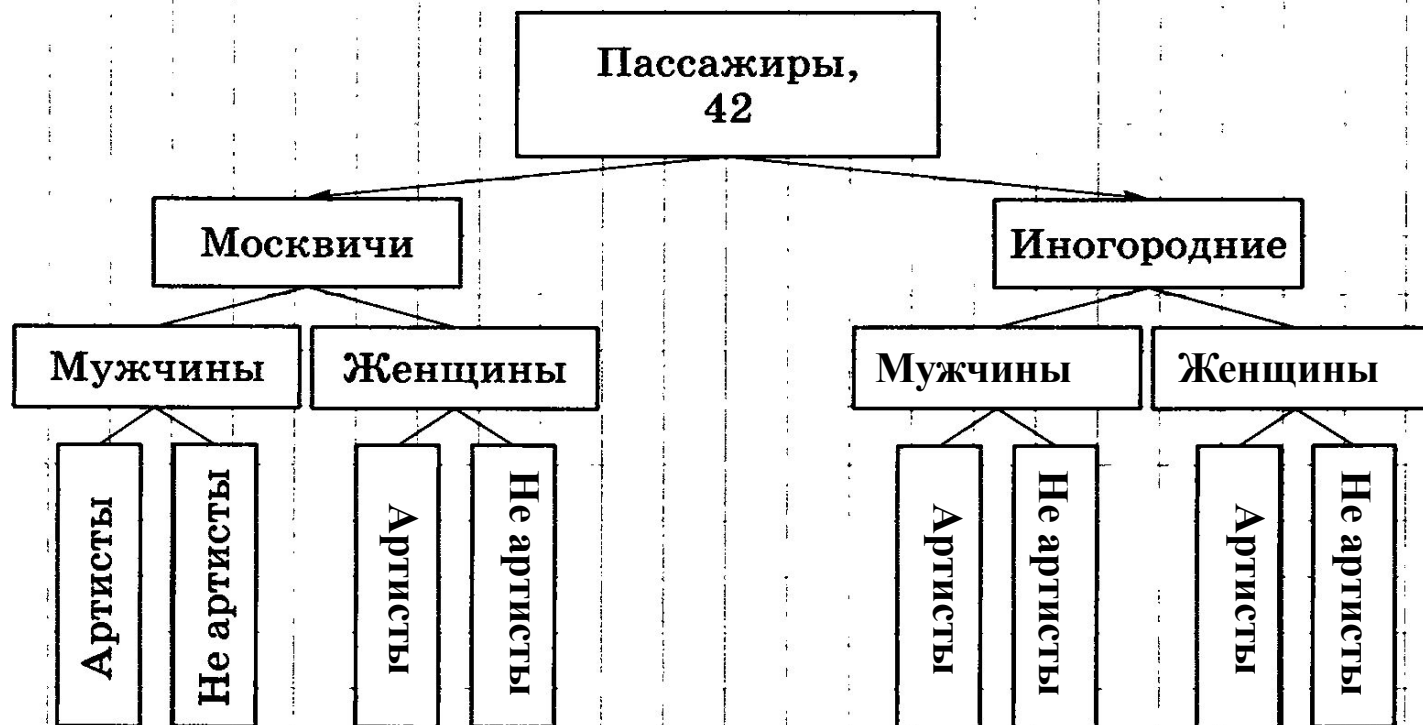 Пассажиры,
42
Москвичи
Иногородние
Мужчины
Женщины
Мужчины
Женщины
Артисты
Не артисты
Артисты
Не артисты
Артисты
Не артисты
Артисты
Не артисты